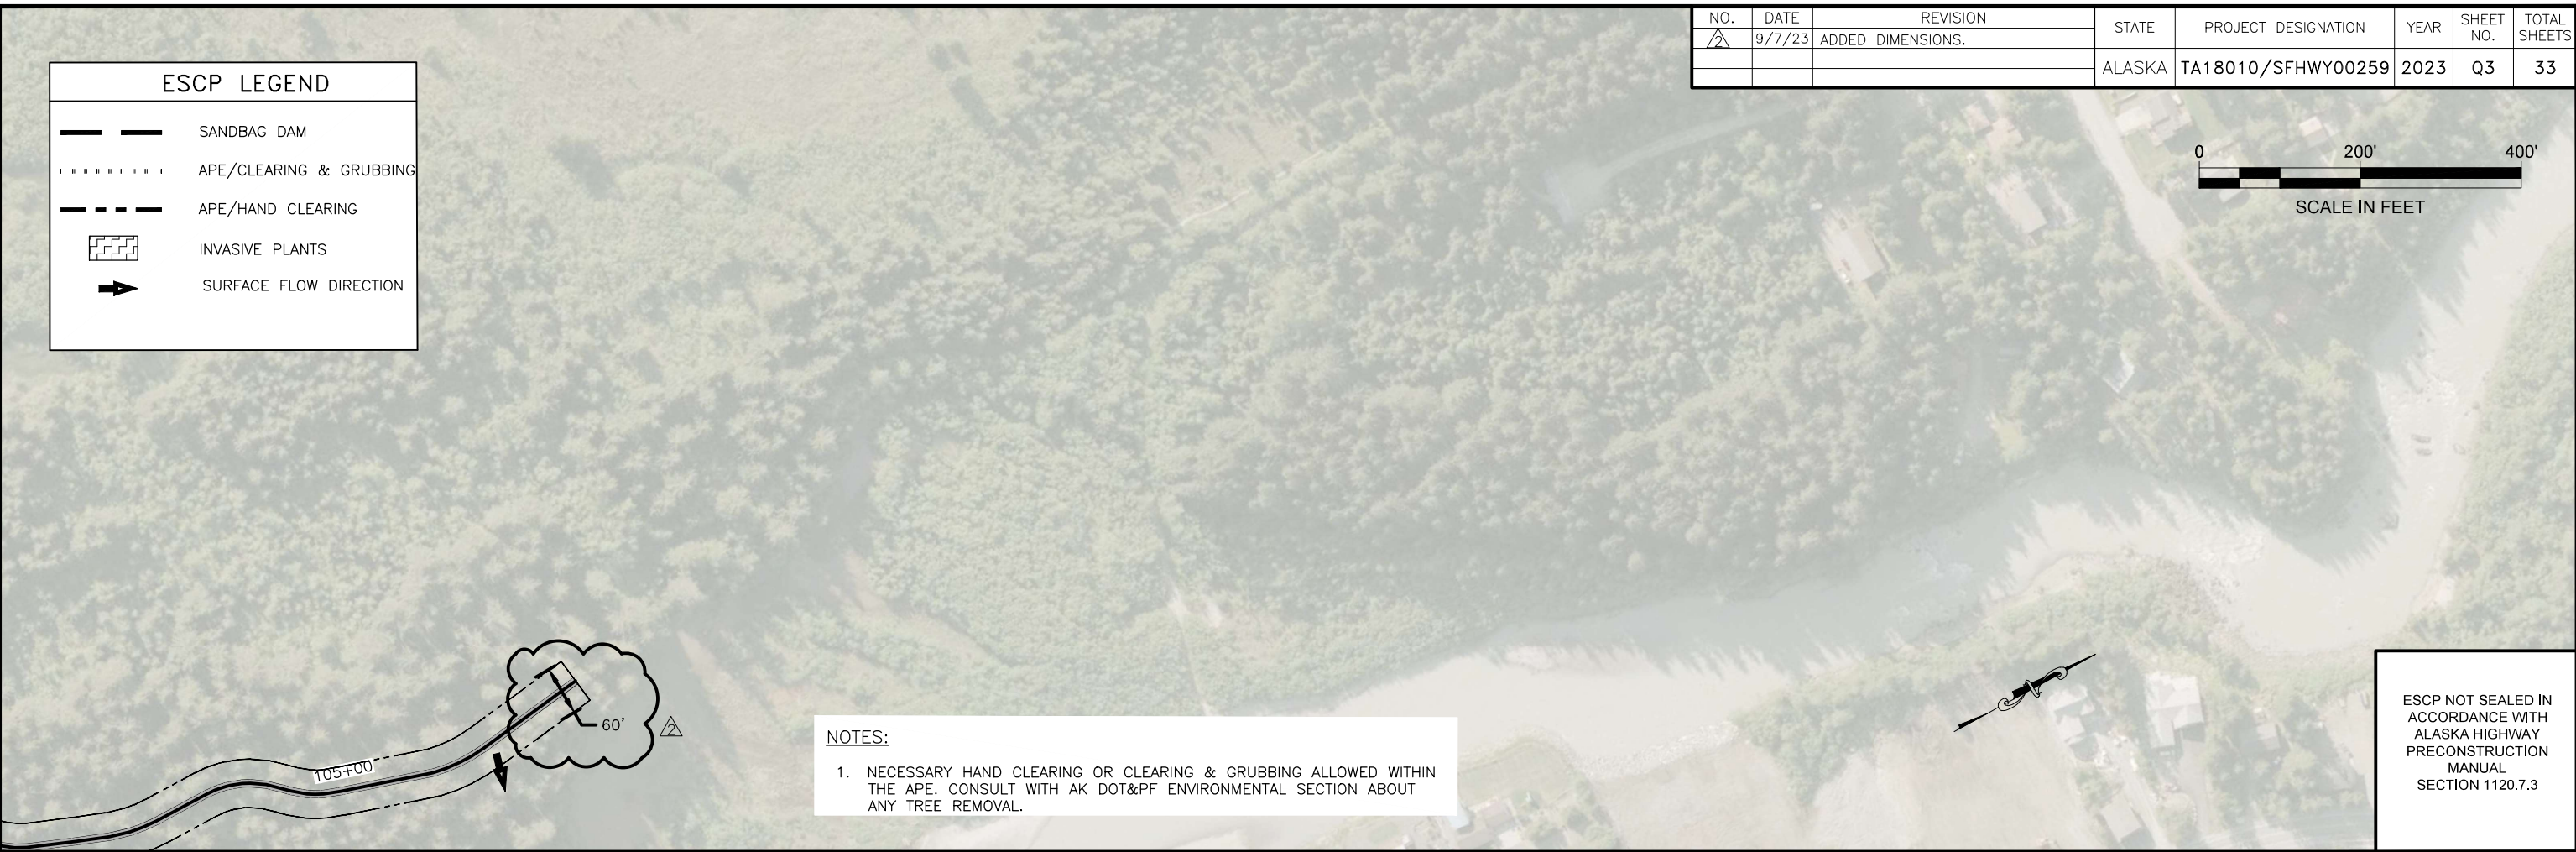 NO. DATE REVISION STATE PROJECT DESIGNATION YEAR SHEET NO. TOTAL SHEETS
2 9/7/23 ADDED DIMENSIONS.
ALASKA TA18010/SFHWY00259 2023 Q3 33
ESCP LEGEND
SANDBAG DAM
APE/CLEARING & GRUBBING
APE/HAND CLEARING
INVASIVE PLANTS
SURFACE FLOW DIRECTION
0 200' 400'
SCALE IN FEET
105+00
60'
2
NOTES:
1. NECESSARY HAND CLEARING OR CLEARING & GRUBBING ALLOWED WITHIN
THE APE. CONSULT WITH AK DOT&PF ENVIRONMENTAL SECTION ABOUT
ANY TREE REMOVAL.
N
ESCP NOT SEALED IN
ACCORDANCE WITH
ALASKA HIGHWAY
PRECONSTRUCTION
MANUAL
SECTION 1120.7.3